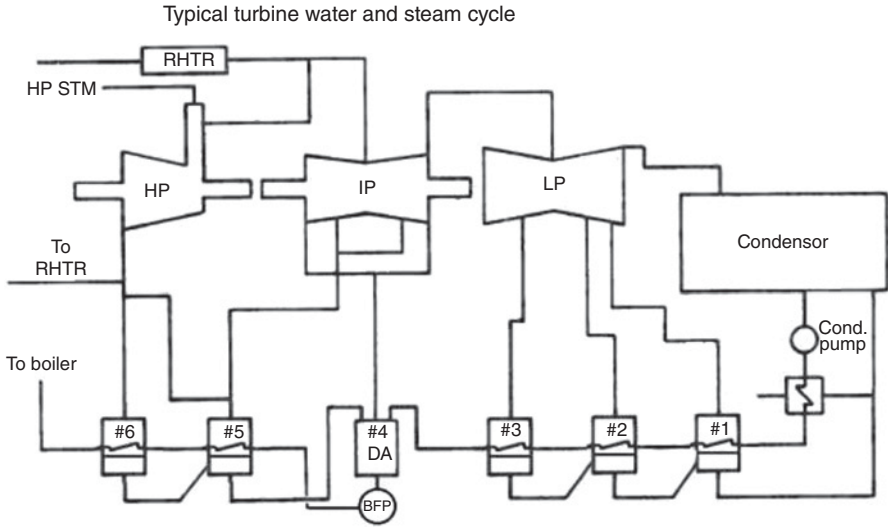 Typical turbine water and steam cycle
RHTR
HP STM
HP
IP
LP
Condensor
To
RHTR
Cond.
pump
To boiler
#6
#5
#4
DA
#3
#2
#1
BFP